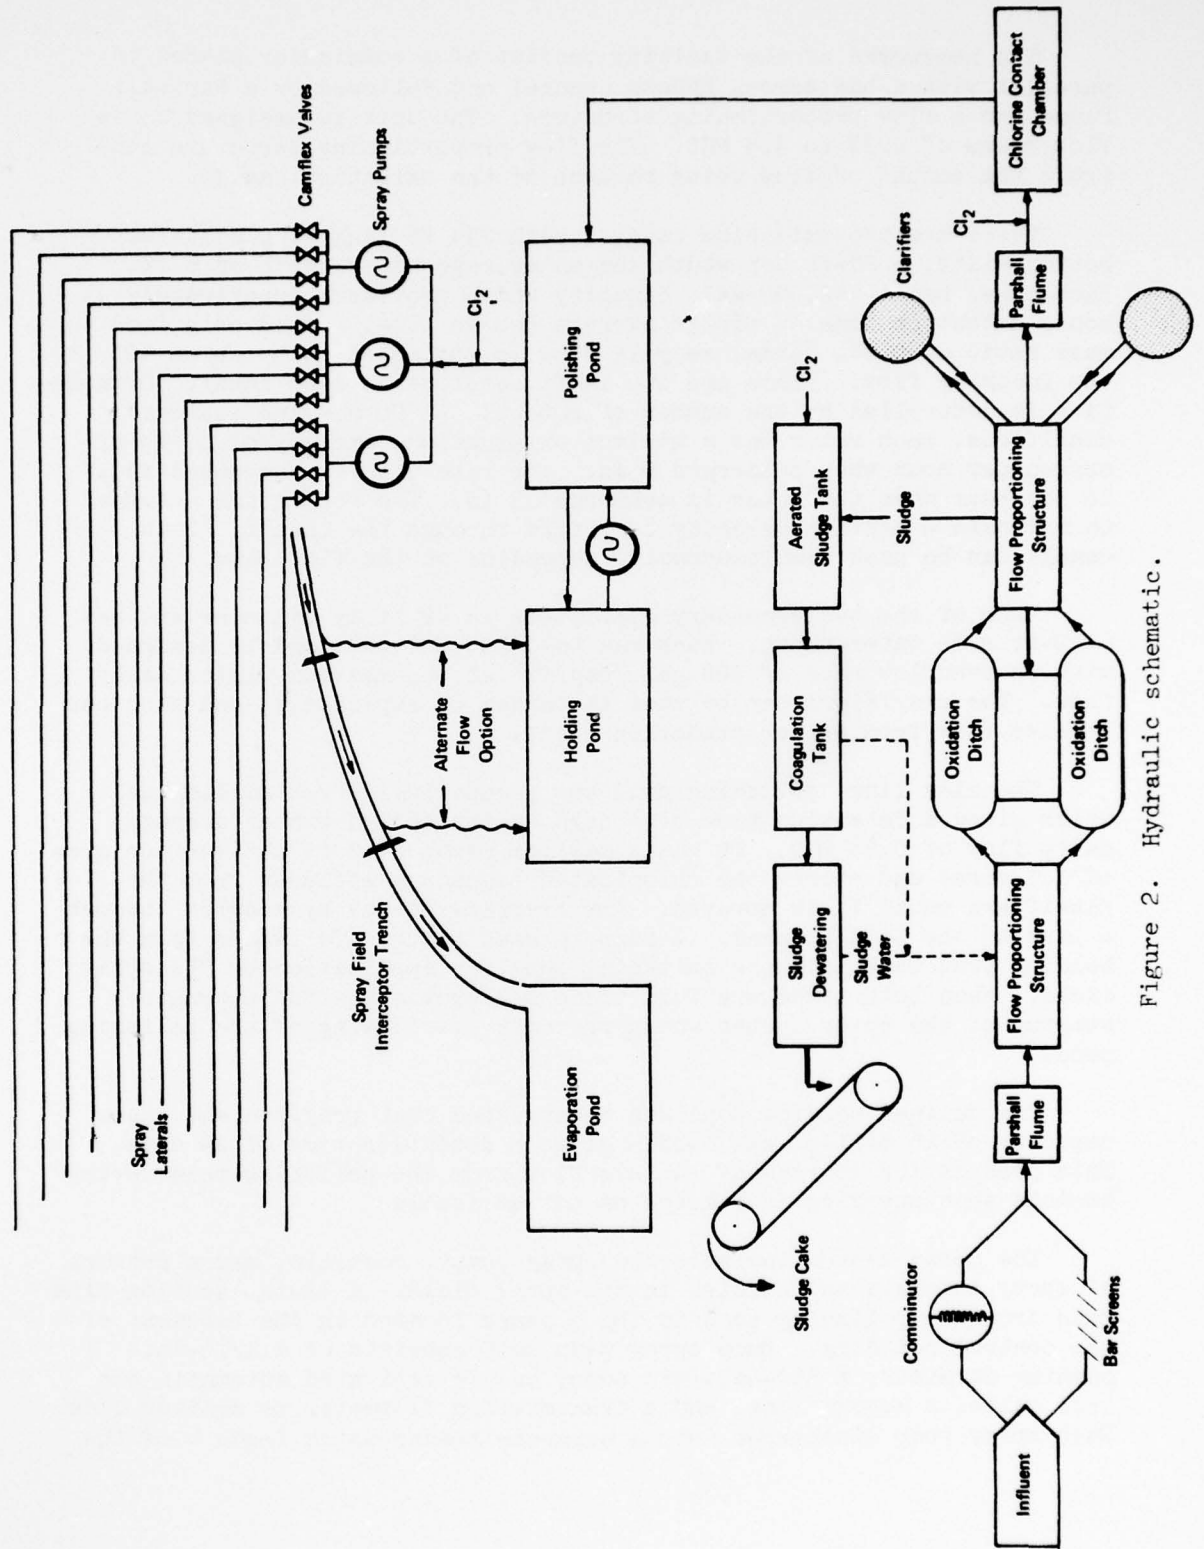 Camflex Valves
Spray Pumps
Cl2
Polishing
Pond
Holding
Pond
Alternate
Flow
Option
Spray Field
Interceptor Trench
Evaporation
Pond
Spray
Laterals
Chlorine Contact
Chamber
Cl2
Parshall
Flume
Clarifiers
Cl2
Aerated
Sludge Tank
Sludge
Flow Proportioning
Structure
Coagulation
Tank
Oxidation
Ditch
Oxidation
Ditch
Sludge
Dewatering
Sludge
Water
Flow Proportioning
Structure
Sludge Cake
Parshall
Flume
Comminutor
Bar Screens
Influent
Figure 2. Hydraulic schematic.